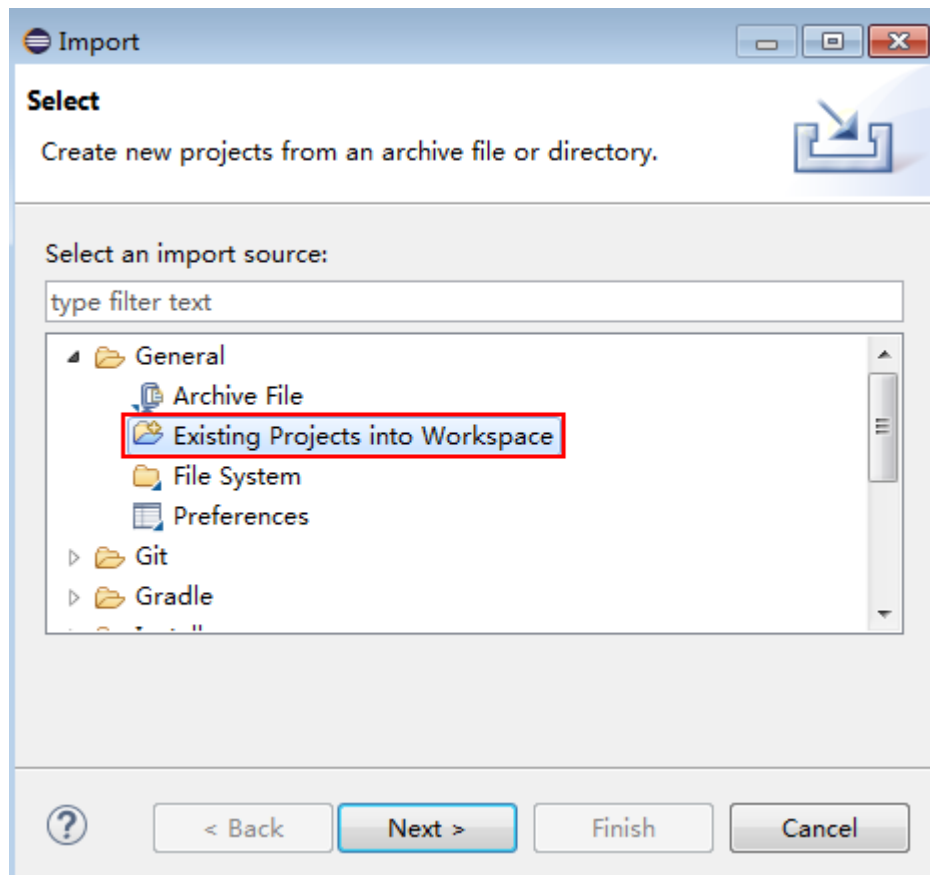 Import
Select
Create new projects from an archive file or directory.
Select an import source:
type filter text
General
Archive File
Existing Projects into Workspace
File System
Preferences
Git
Gradle
?
< Back Next > Finish Cancel